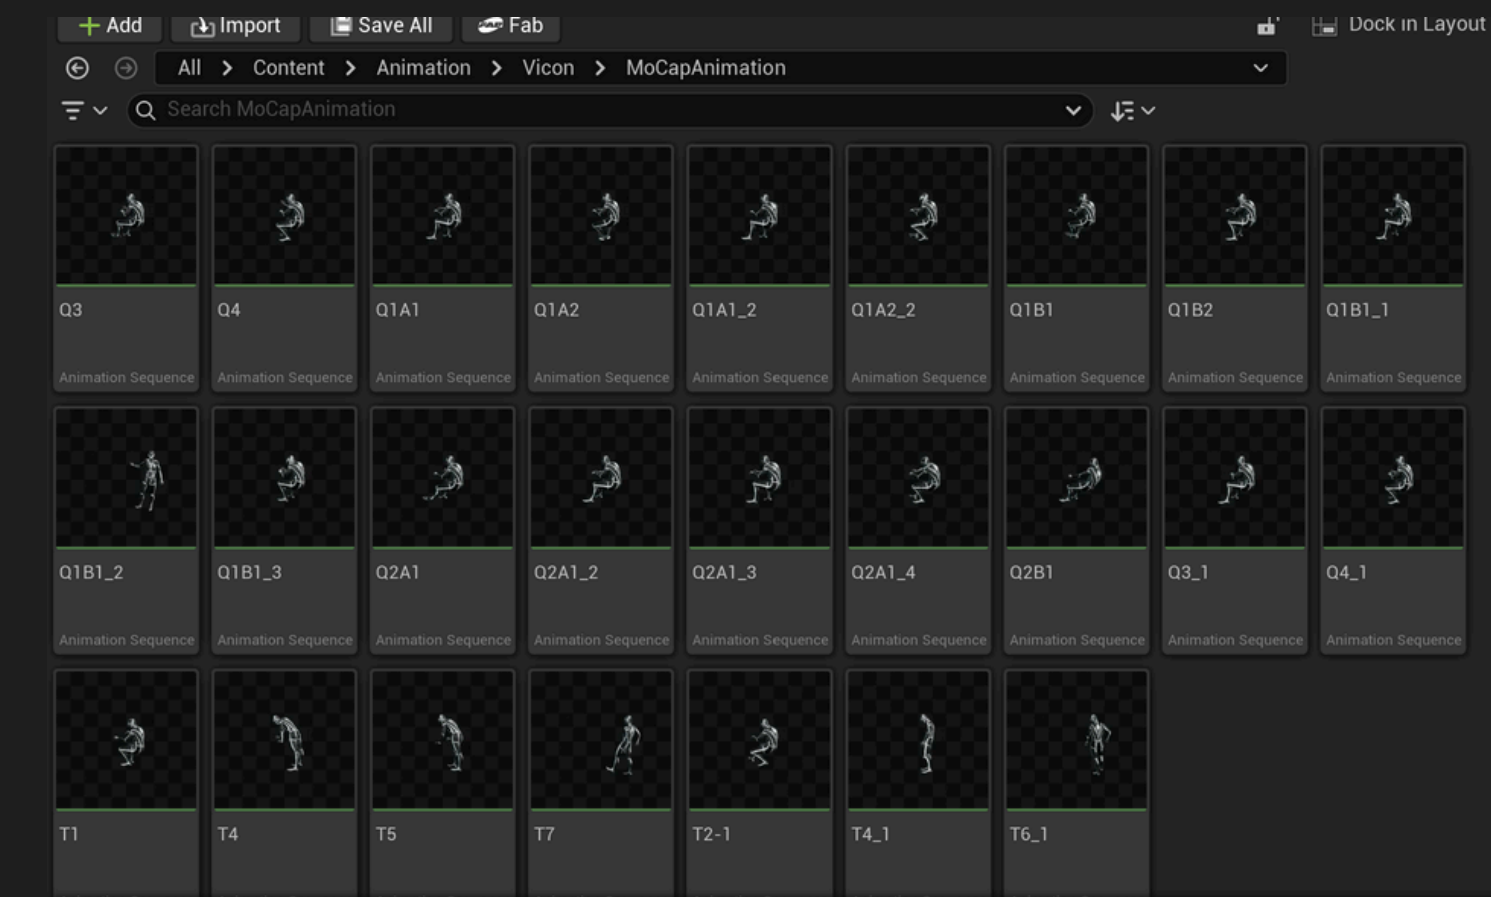 Add Import Save All Fab Dock in Layout
All > Content > Animation > Vicon > MoCapAnimation
Search MoCapAnimation
Q3 Q4 Q1A1 Q1A2 Q1A1_2 Q1A2_2 Q1B1 Q1B2 Q1B1_1
Animation Sequence Animation Sequence Animation Sequence Animation Sequence Animation Sequence Animation Sequence Animation Sequence Animation Sequence Animation Sequence
Q1B1_2 Q1B1_3 Q2A1 Q2A1_2 Q2A1_3 Q2A1_4 Q2B1 Q3_1 Q4_1
Animation Sequence Animation Sequence Animation Sequence Animation Sequence Animation Sequence Animation Sequence Animation Sequence Animation Sequence Animation Sequence
T1 T4 T5 T7 T2-1 T4_1 T6_1